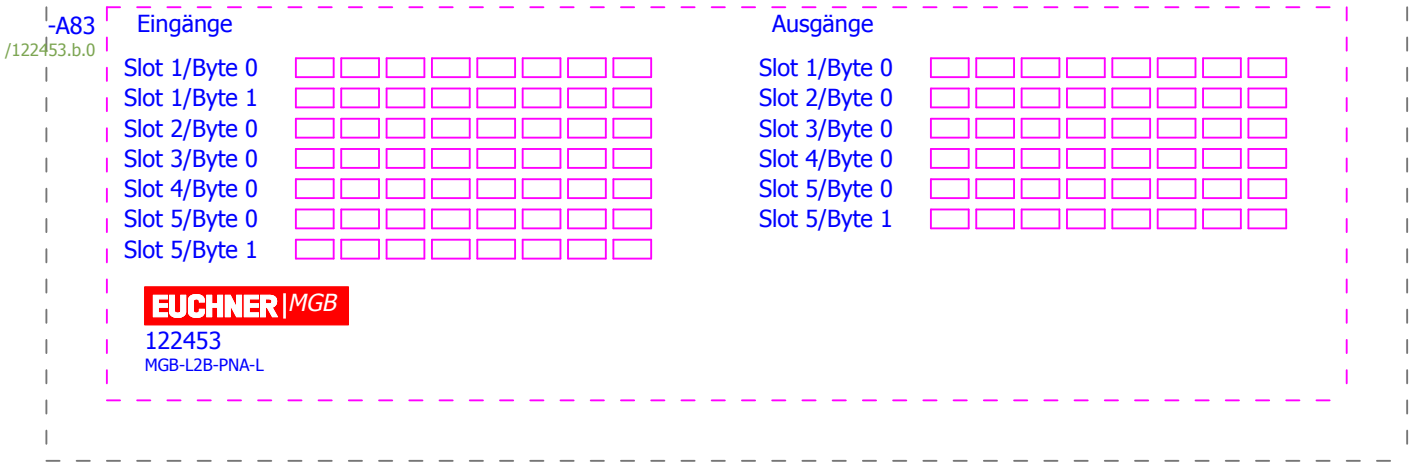 -A83
/122453.b.0
Eingänge
Slot 1/Byte 0
Slot 1/Byte 1
Slot 2/Byte 0
Slot 3/Byte 0
Slot 4/Byte 0
Slot 5/Byte 0
Slot 5/Byte 1
Ausgänge
Slot 1/Byte 0
Slot 2/Byte 0
Slot 3/Byte 0
Slot 4/Byte 0
Slot 5/Byte 0
Slot 5/Byte 1
EUCHNER|MGB
122453
MGB-L2B-PNA-L